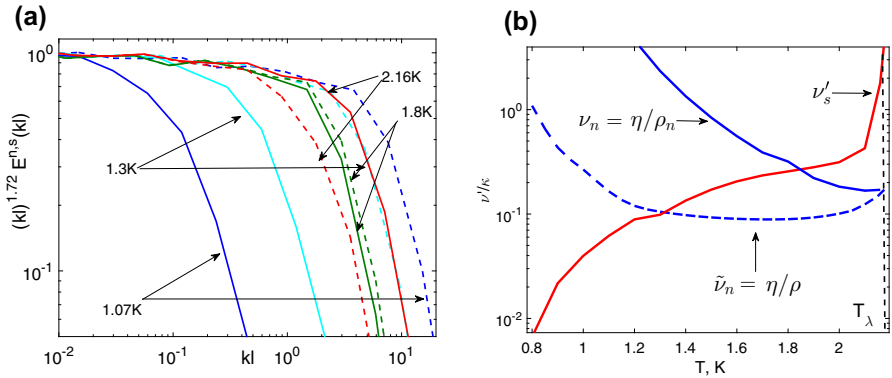 (a)
(kl)^1.72 E^n,s(kl)
10^0
10^-1
2.16K
1.8K
1.3K
1.07K
10^-2
10^-1
kl
10^0
10^1
(b)
ν'/κ
10^0
10^-1
10^-2
ν_n = η/ρ_n
ν'_s
ν̃_n = η/ρ
T_λ
0.8 1 1.2 1.4 1.6 1.8 2
T, K